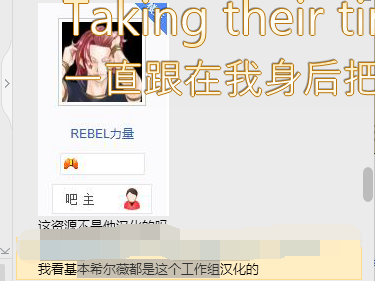 Taking their ti
一直跟在我身后把
REBEL力量
吧主
这资源不是他汉化的吗
我看基本希尔薇都是这个工作组汉化的